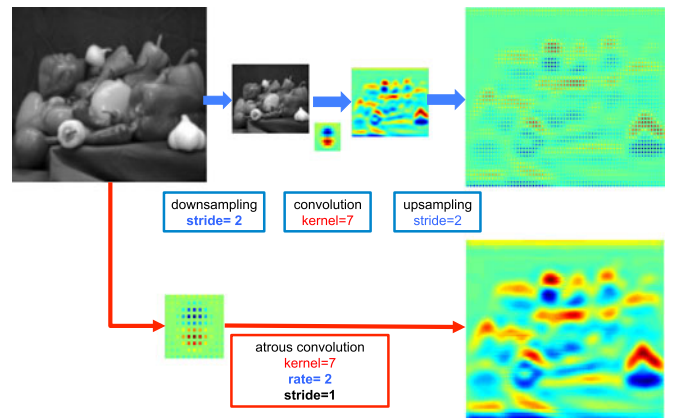 downsampling
stride= 2
convolution
kernel=7
upsampling
stride=2
atrous convolution
kernel=7
rate= 2
stride=1